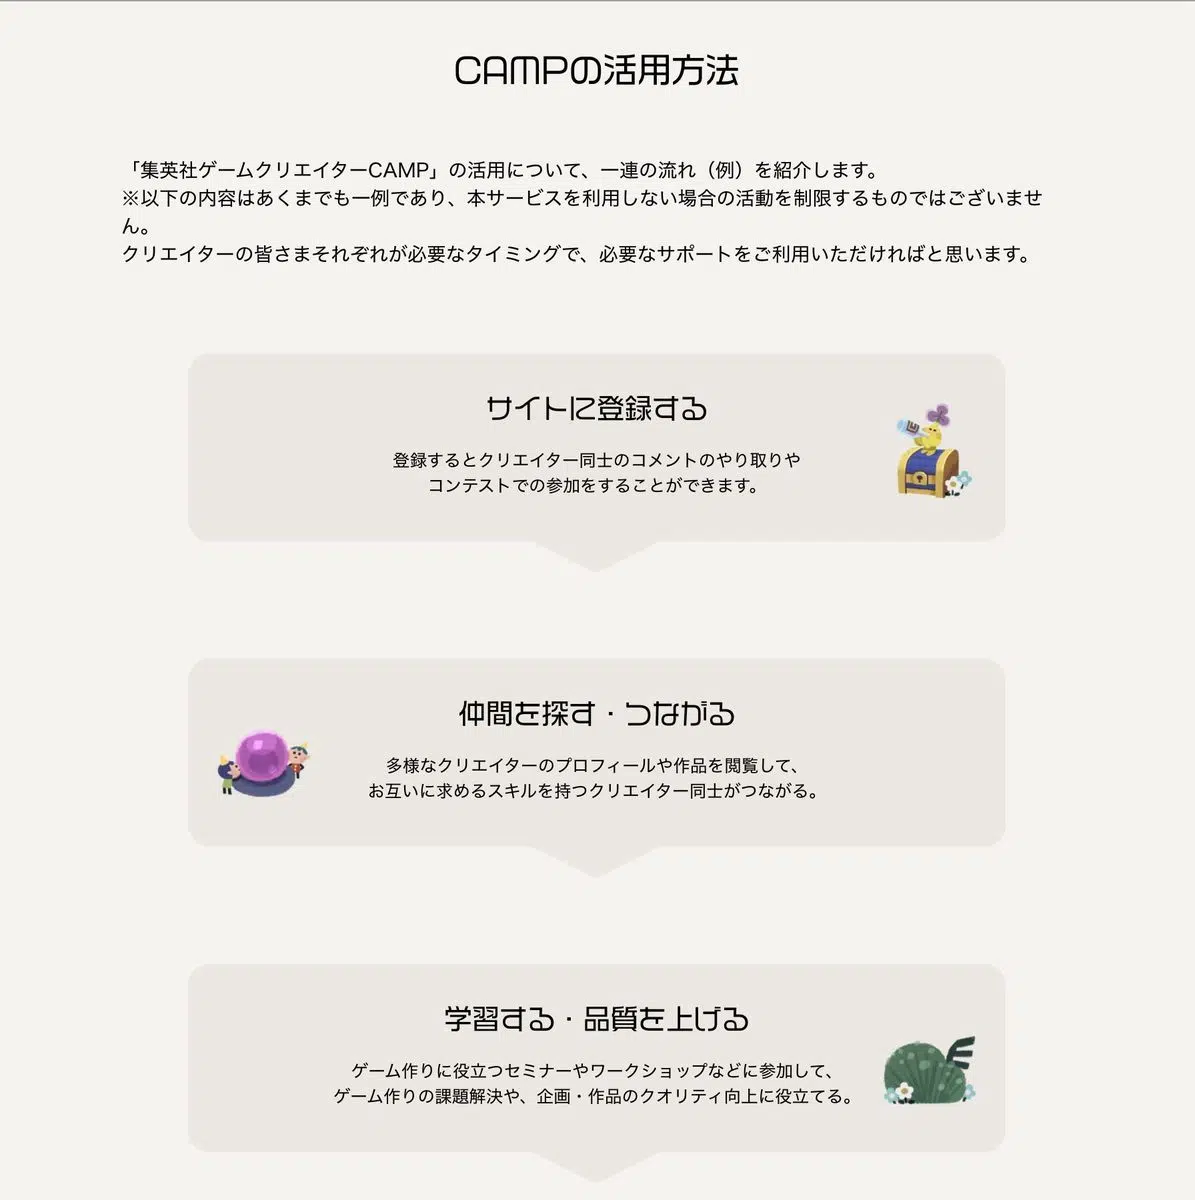 CAMPの活用方法
「集英社ゲームクリエイターCAMP」の活用について、一連の流れ（例）を紹介します。
※以下の内容はあくまでも一例であり、本サービスを利用しない場合の活動を制限するものではございませ
ん。
クリエイターの皆さまそれぞれが必要なタイミングで、必要なサポートをご利用いただければと思います。
サイトに登録する
登録するとクリエイター同士のコメントのやり取りや
コンテストでの参加をすることができます。
仲間を探す・つながる
多様なクリエイターのプロフィールや作品を閲覧して、
お互いに求めるスキルを持つクリエイター同士がつながる。
学習する・品質を上げる
ゲーム作りに役立つセミナーやワークショップなどに参加して、
ゲーム作りの課題解決や、企画・作品のクオリティ向上に役立てる。